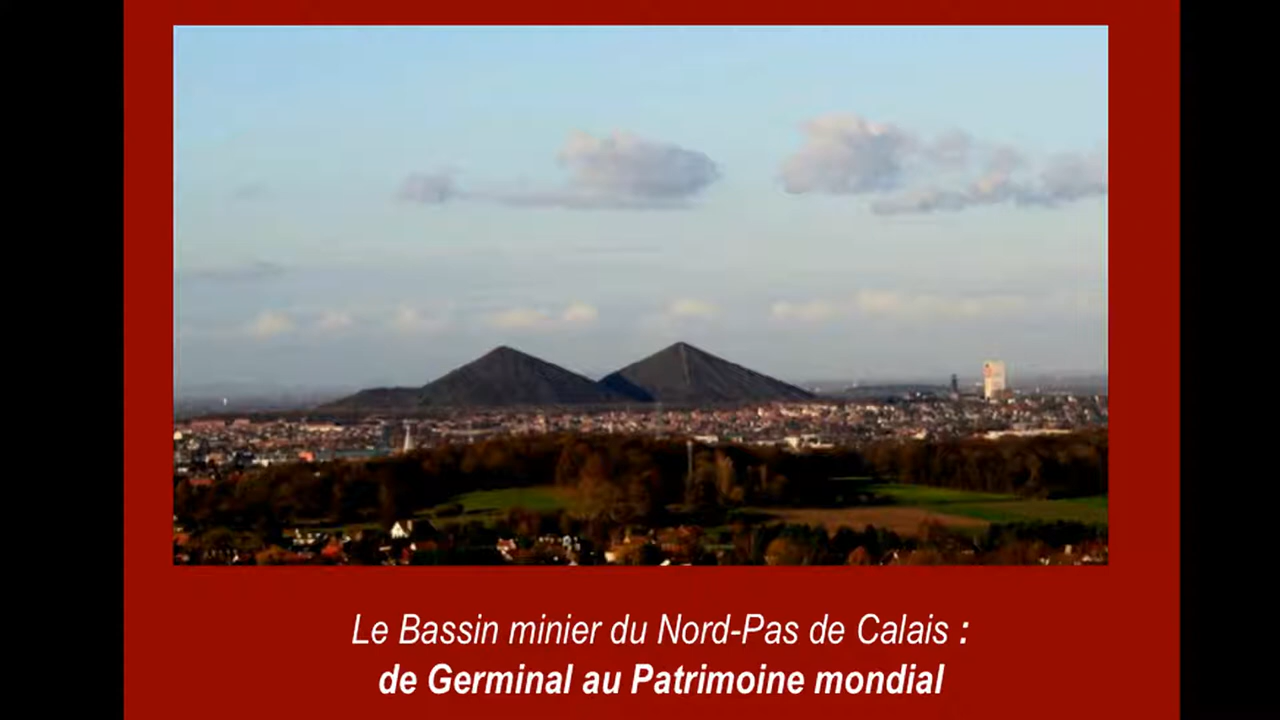 Le Bassin minier du Nord-Pas de Calais :
de Germinal au Patrimoine mondial